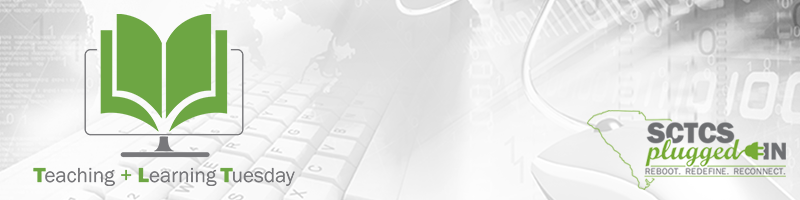 Teaching + Learning Tuesday
SCTCS
plugged IN
REBOOT. REDEFINE. RECONNECT.